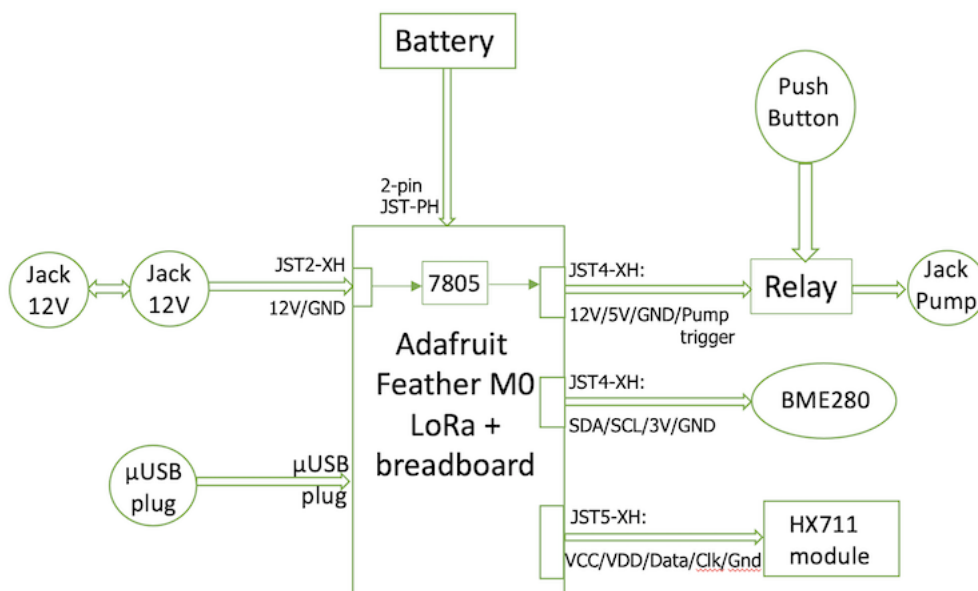 Battery
Push
Button
2-pin
JST-PH
Jack
12V
Jack
12V
JST2-XH
12V/GND
7805
JST4-XH:
12V/5V/GND/Pump
trigger
Relay
Jack
Pump
Adafruit
Feather M0
LoRa +
breadboard
JST4-XH:
SDA/SCL/3V/GND
BME280
µUSB
plug
µUSB
plug
JST5-XH:
VCC/VDD/Data/Clk/Gnd
HX711
module